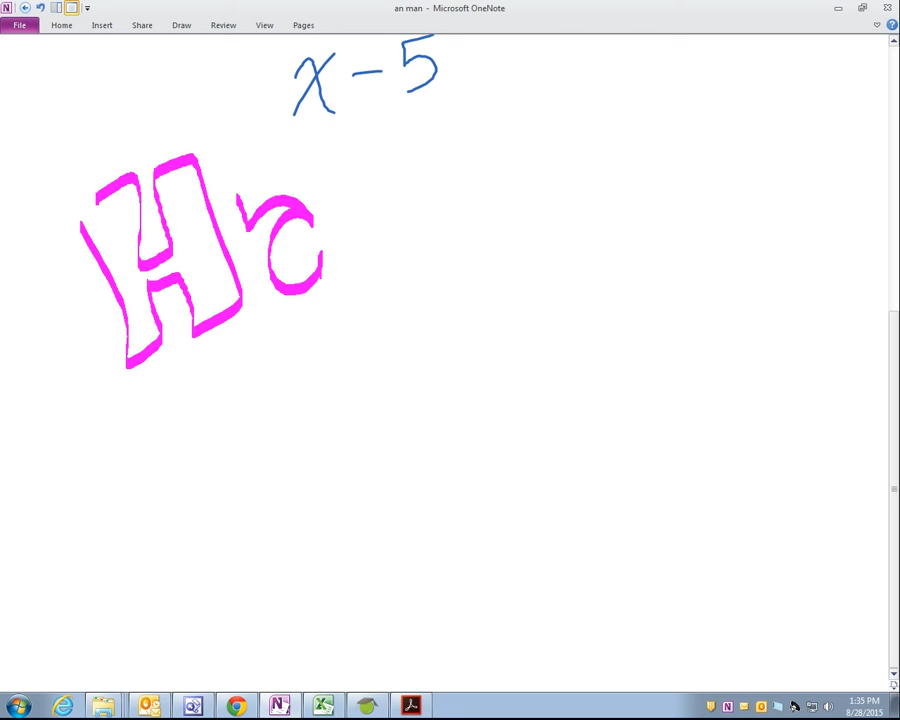 an man - Microsoft OneNote
File Home Insert Share Draw Review View Pages
x - 5
H
1:35 PM
8/28/2015